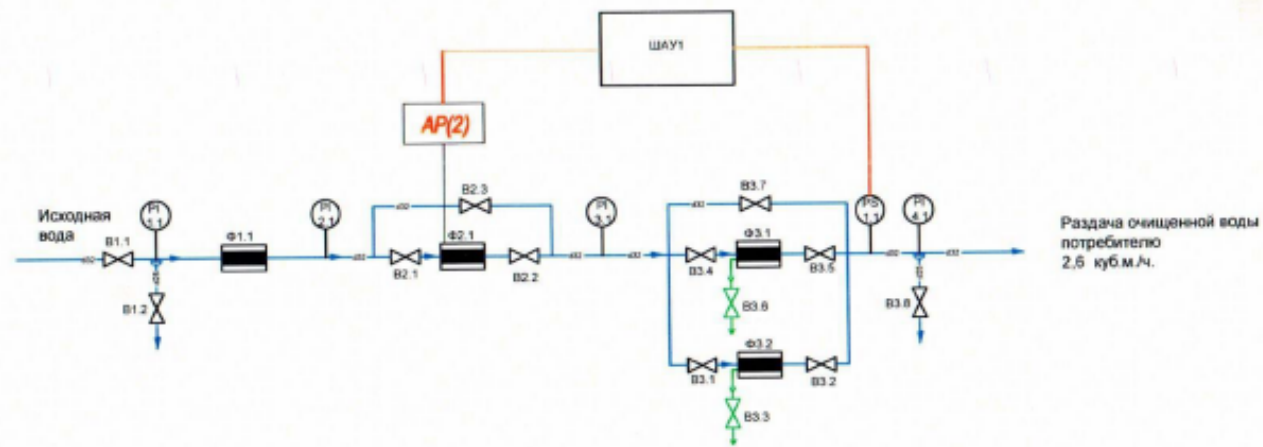 ШАУ1
АР(2)
В2.3
В3.7
Исходная
вода
В1.1
PI
1.1
Ф1.1
PI
2.1
В2.1
Ф2.1
В2.2
PI
3.1
В3.4
Ф3.1
В3.5
PS
1.1
PI
4.1
Раздача очищенной воды
потребителю
2,6 куб.м./ч.
В1.2
В3.6
В3.8
Ф3.2
В3.1
В3.2
В3.3